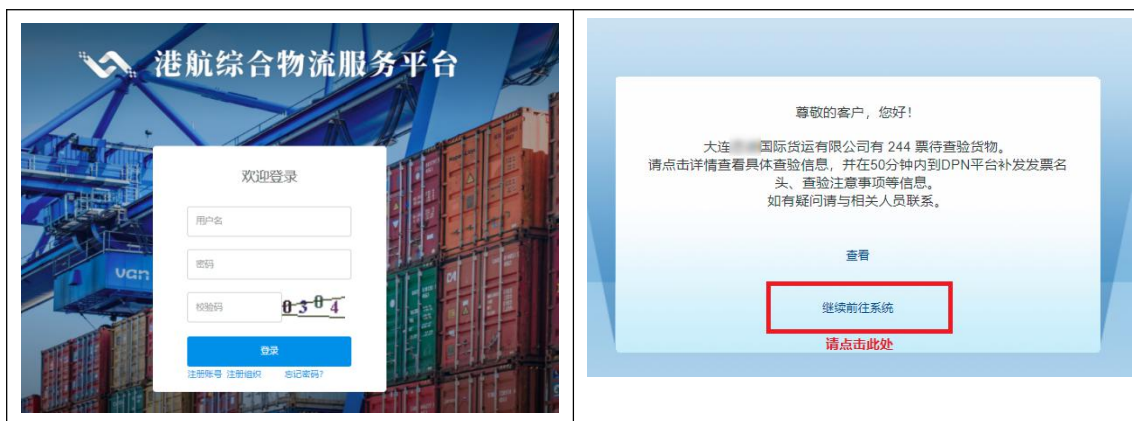 港航综合物流服务平台
欢迎登录
用户名
密码
校验码
0304
登录
注册账号 注册组织 忘记密码?
van
尊敬的客户，您好！
大连 国际货运有限公司有 244 票待查验货物。
请点击详情查看具体查验信息，并在50分钟内到DPN平台补发发票名
头、查验注意事项等信息。
如有疑问请与相关人员联系。
查看
继续前往系统
请点击此处